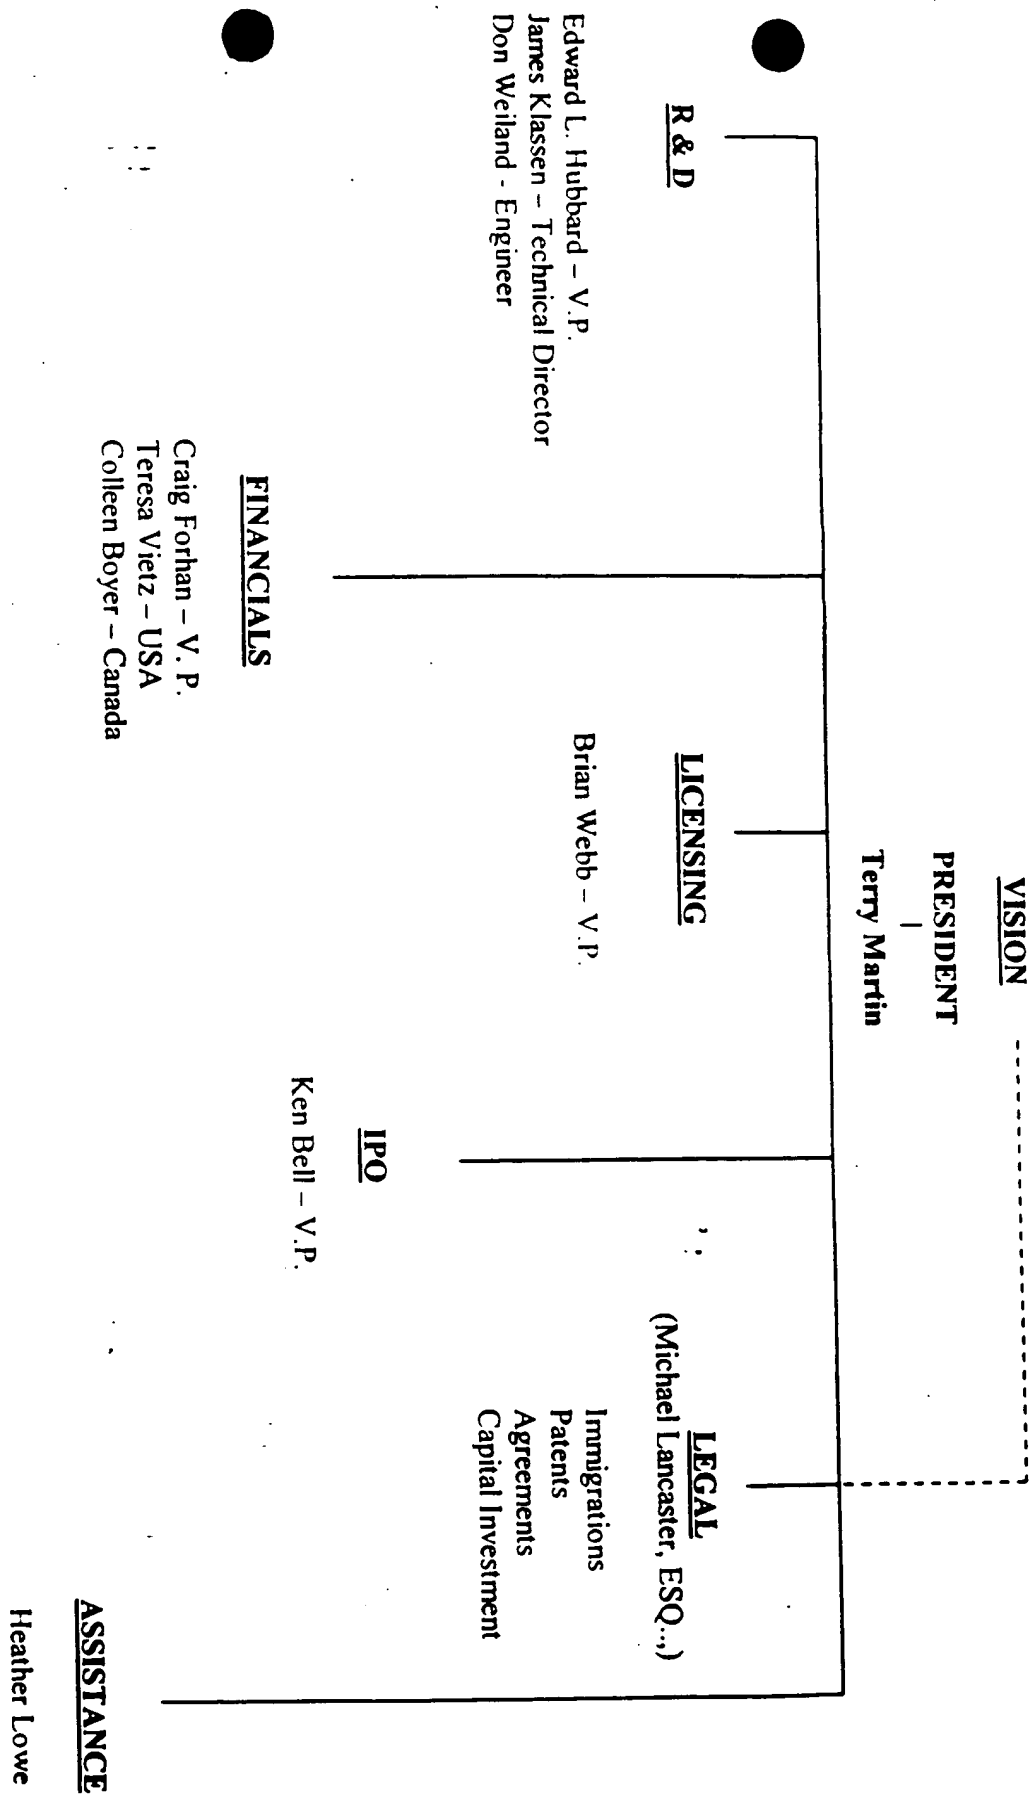 VISION
PRESIDENT
Terry Martin
R & D
Edward L. Hubbard – V.P.
James Klassen – Technical Director
Don Weiland - Engineer
FINANCIALS
Craig Forhan – V. P.
Teresa Vietz – USA
Colleen Boyer – Canada
LICENSING
Brian Webb – V.P.
IPO
Ken Bell – V.P.
LEGAL
(Michael Lancaster, ESQ..,)
Immigrations
Patents
Agreements
Capital Investment
ASSISTANCE
Heather Lowe